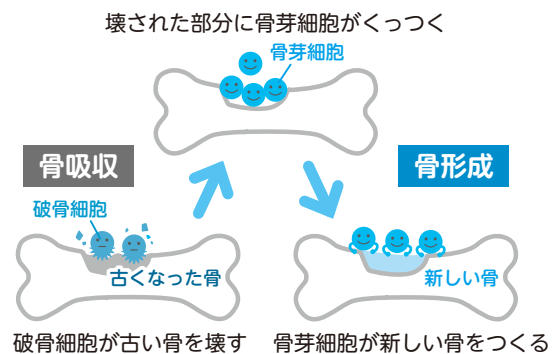 壊された部分に骨芽細胞がくっつく
骨芽細胞
骨吸収
骨形成
破骨細胞
古くなった骨
新しい骨
破骨細胞が古い骨を壊す
骨芽細胞が新しい骨をつくる